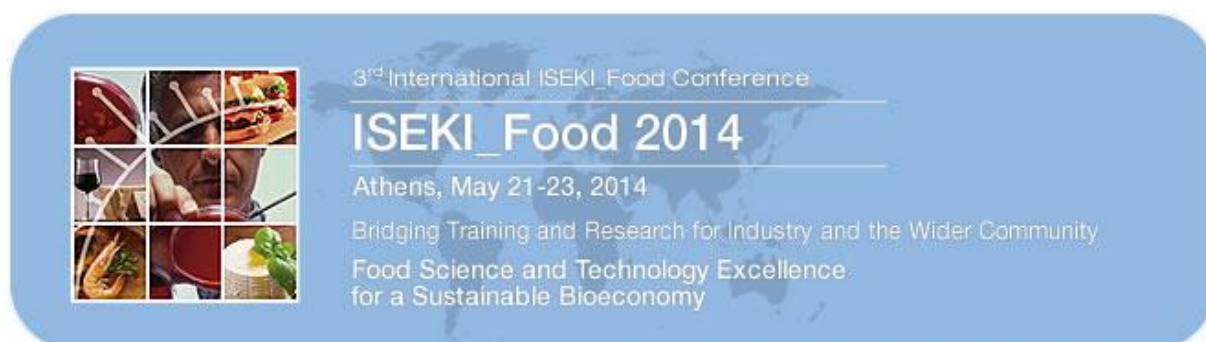 3rd International ISEKI_Food Conference
ISEKI_Food 2014
Athens, May 21-23, 2014
Bridging Training and Research for Industry and the Wider Community
Food Science and Technology Excellence
for a Sustainable Bioeconomy